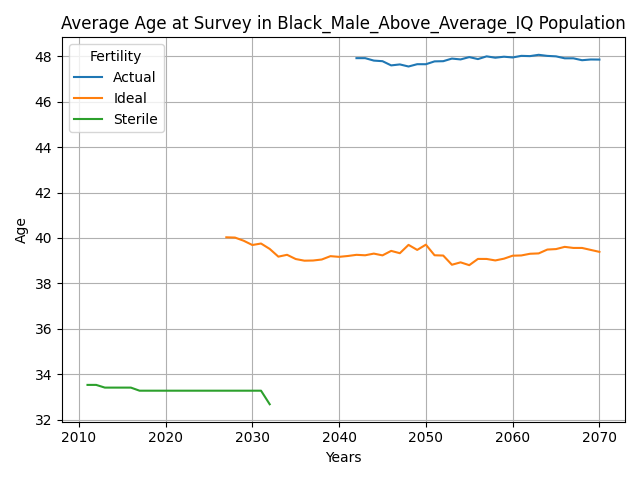 Average Age at Survey in Black_Male_Above_Average_IQ Population
Fertility
Actual
Ideal
Sterile
Age
48
46
44
42
40
38
36
34
32
2010 2020 2030 2040 2050 2060 2070
Years